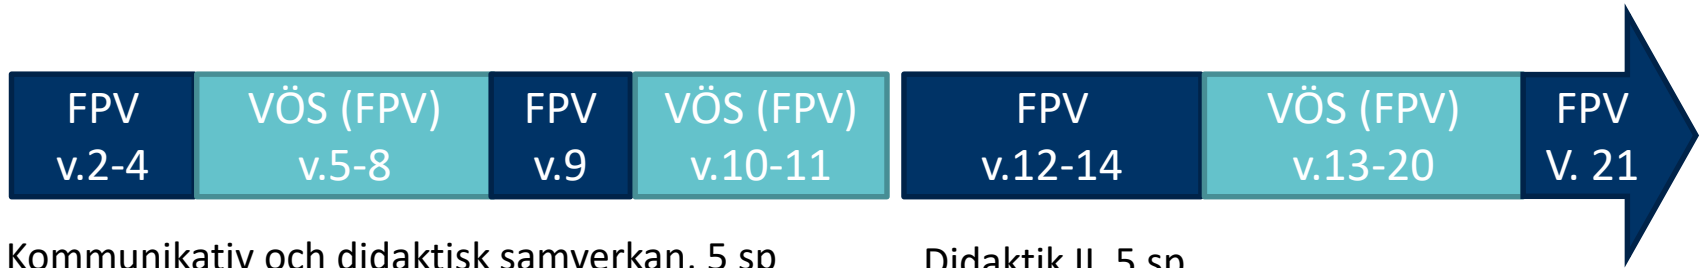 FPV
v.2-4
VÖS (FPV)
v.5-8
FPV
v.9
VÖS (FPV)
v.10-11
FPV
v.12-14
VÖS (FPV)
v.13-20
FPV
V. 21
Kommunikativ och didaktisk samverkan, 5 sp
Didaktik II, 5 sp